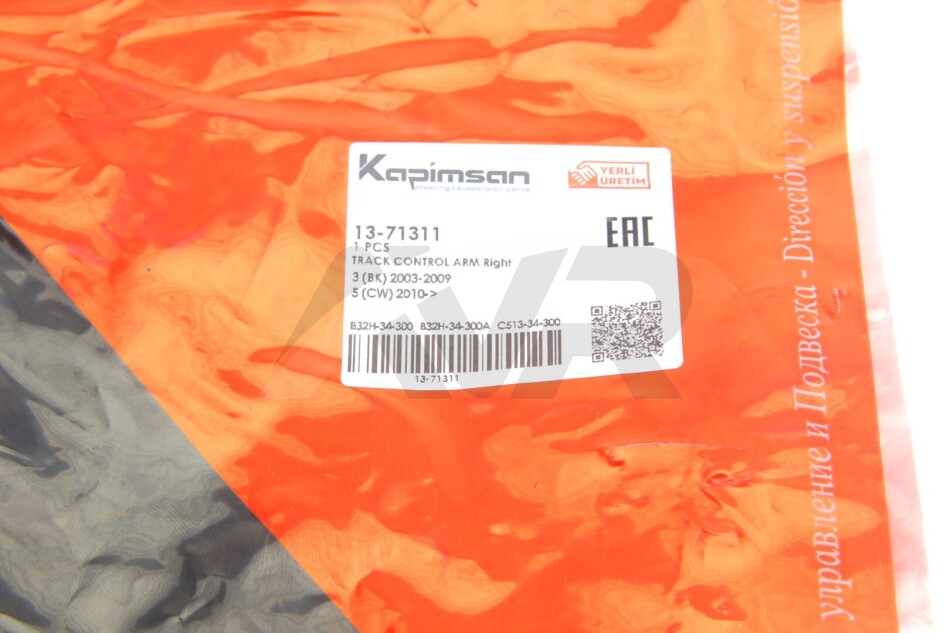 Kapimsan
steering & suspension parts
YERLİ
ÜRETİM
13-71311
1 PCS
TRACK CONTROL ARM Right
3 (BK) 2003-2009
5 (CW) 2010->
EAC
B32H-34-300 B32H-34-300A C513-34-300
13-71311
AVR
управление и Подвеска - Dirección y suspensió